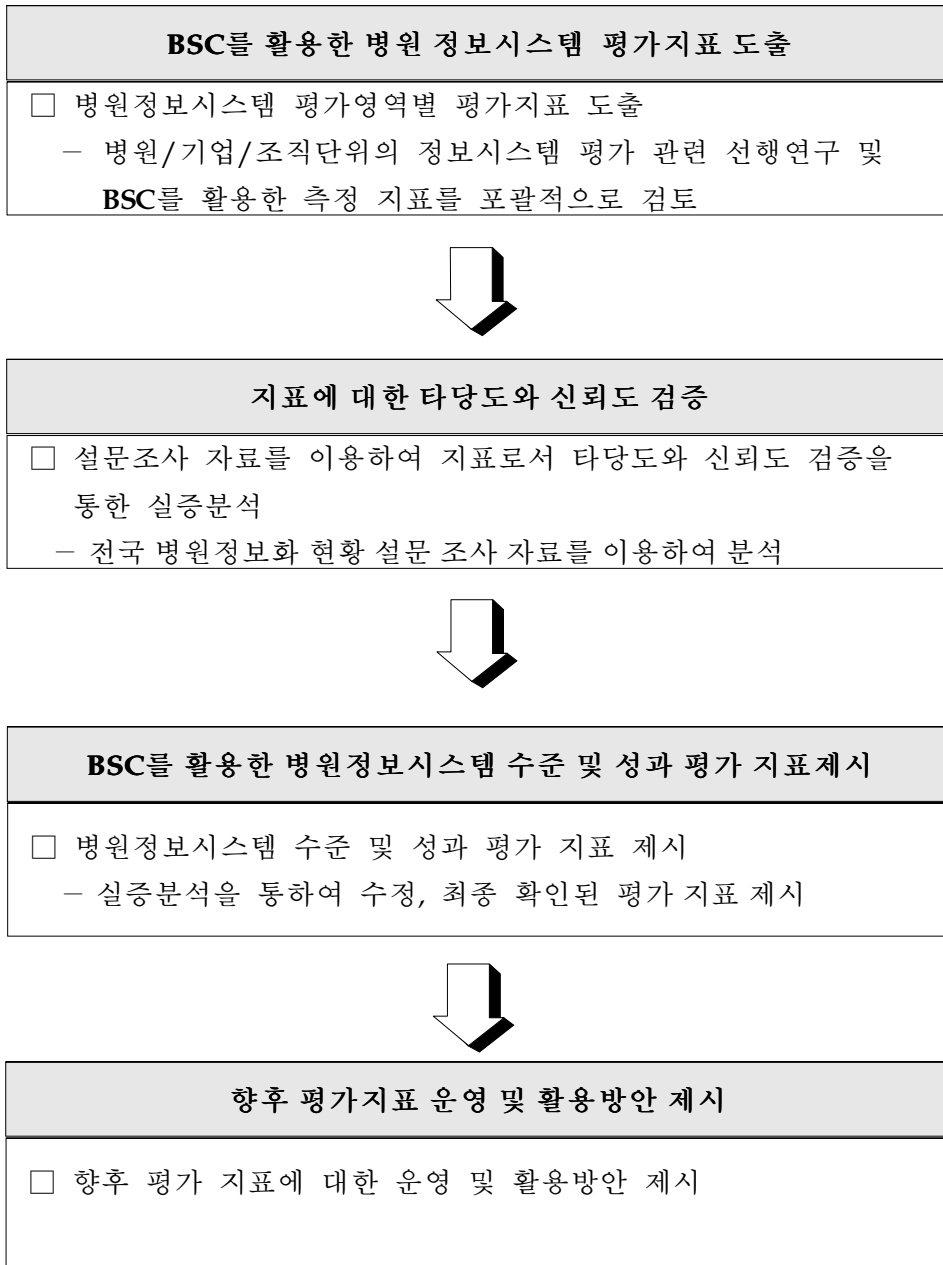 BSC를 활용한 병원 정보시스템 평가지표 도출
□ 병원정보시스템 평가영역별 평가지표 도출
– 병원/기업/조직단위의 정보시스템 평가 관련 선행연구 및
BSC를 활용한 측정 지표를 포괄적으로 검토
지표에 대한 타당도와 신뢰도 검증
□ 설문조사 자료를 이용하여 지표로서 타당도와 신뢰도 검증을
통한 실증분석
– 전국 병원정보화 현황 설문 조사 자료를 이용하여 분석
BSC를 활용한 병원정보시스템 수준 및 성과 평가 지표제시
□ 병원정보시스템 수준 및 성과 평가 지표 제시
– 실증분석을 통하여 수정, 최종 확인된 평가 지표 제시
향후 평가지표 운영 및 활용방안 제시
□ 향후 평가 지표에 대한 운영 및 활용방안 제시